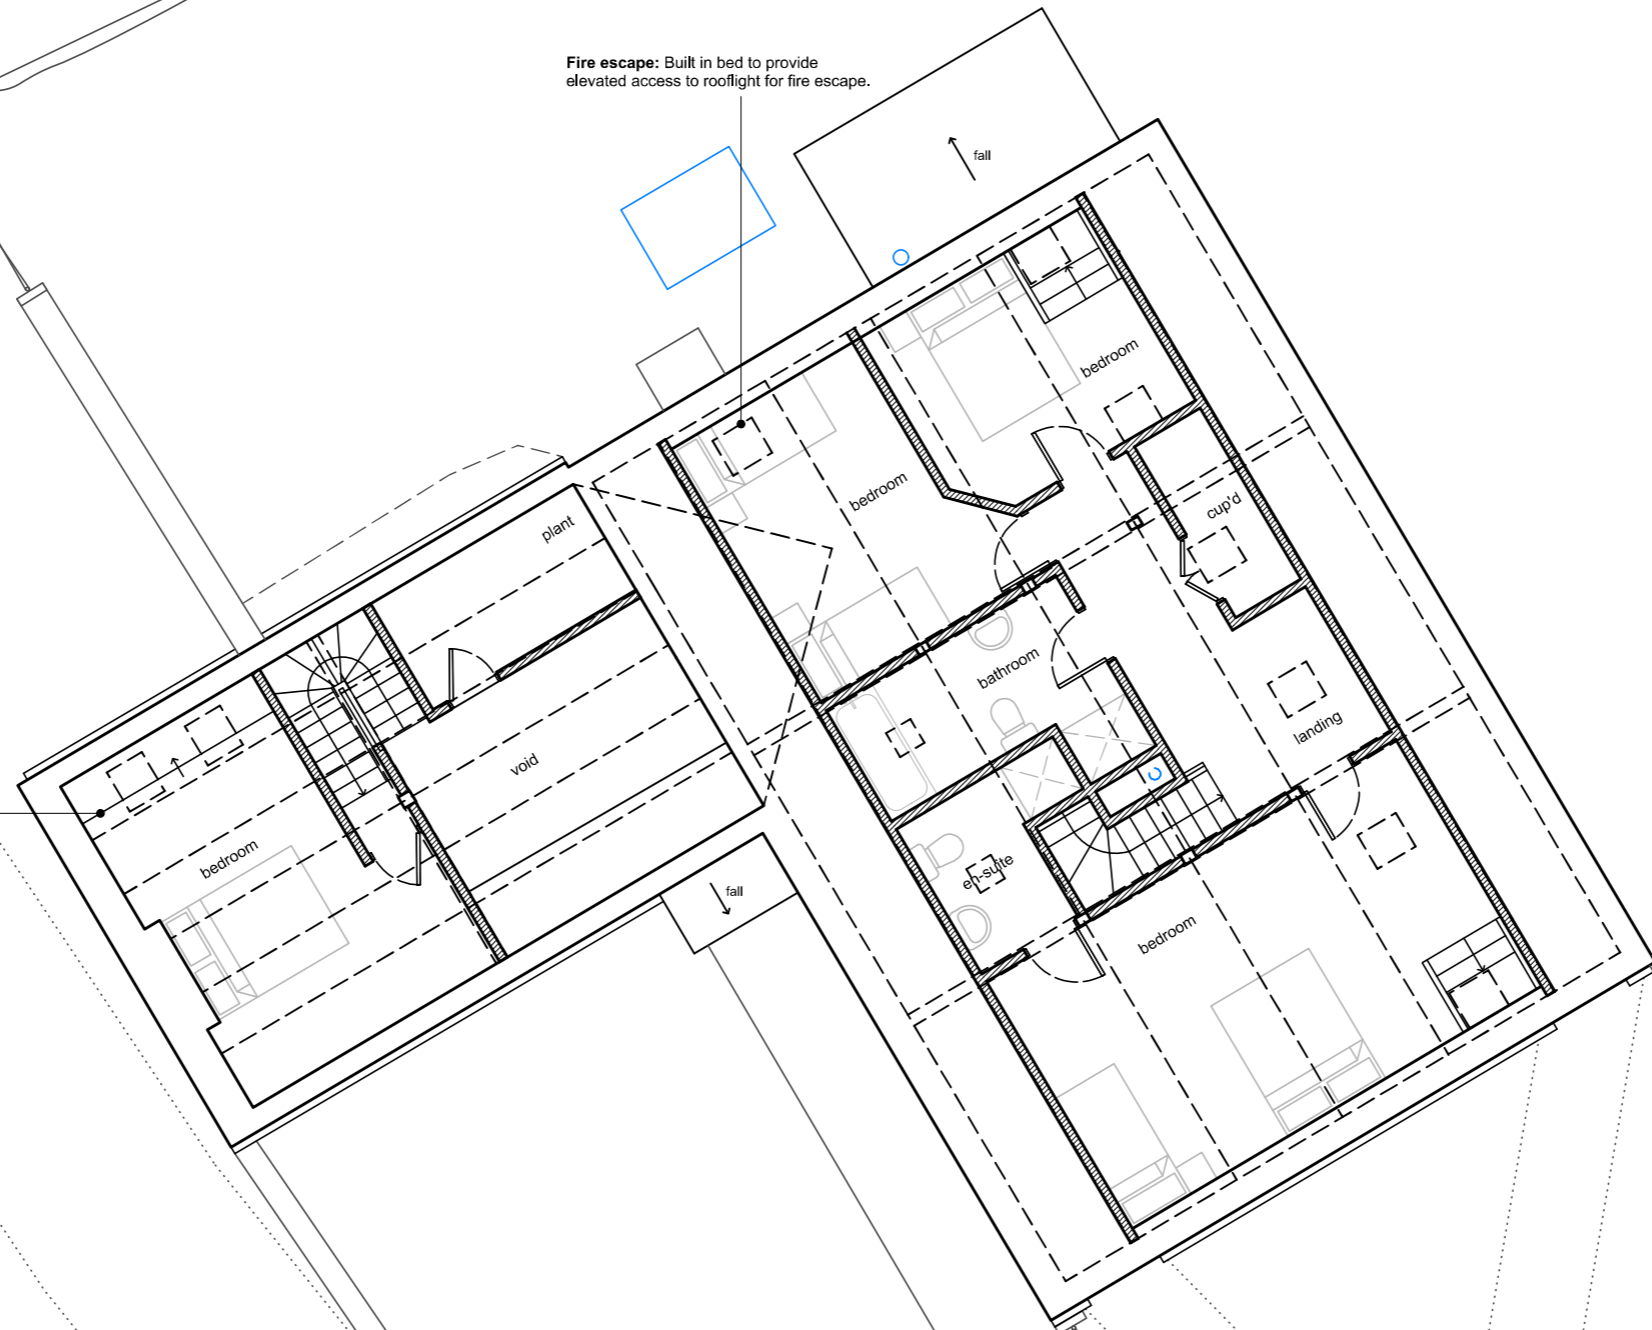 Fire escape: Built in bed to provide
elevated access to rooflight for fire escape.
fall
bedroom
bedroom
cup'd
plant
bathroom
landing
void
bedroom
en-suite
fall
bedroom